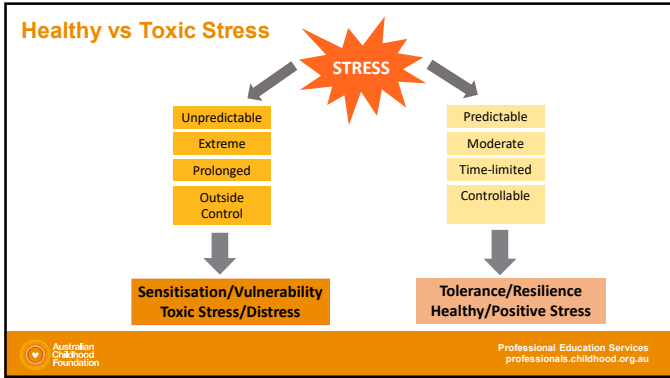 Healthy vs Toxic Stress
STRESS
Unpredictable
Extreme
Prolonged
Outside
Control
Sensitisation/Vulnerability
Toxic Stress/Distress
Predictable
Moderate
Time-limited
Controllable
Tolerance/Resilience
Healthy/Positive Stress
Australian
Childhood
Foundation
Professional Education Services
professionals.childhood.org.au